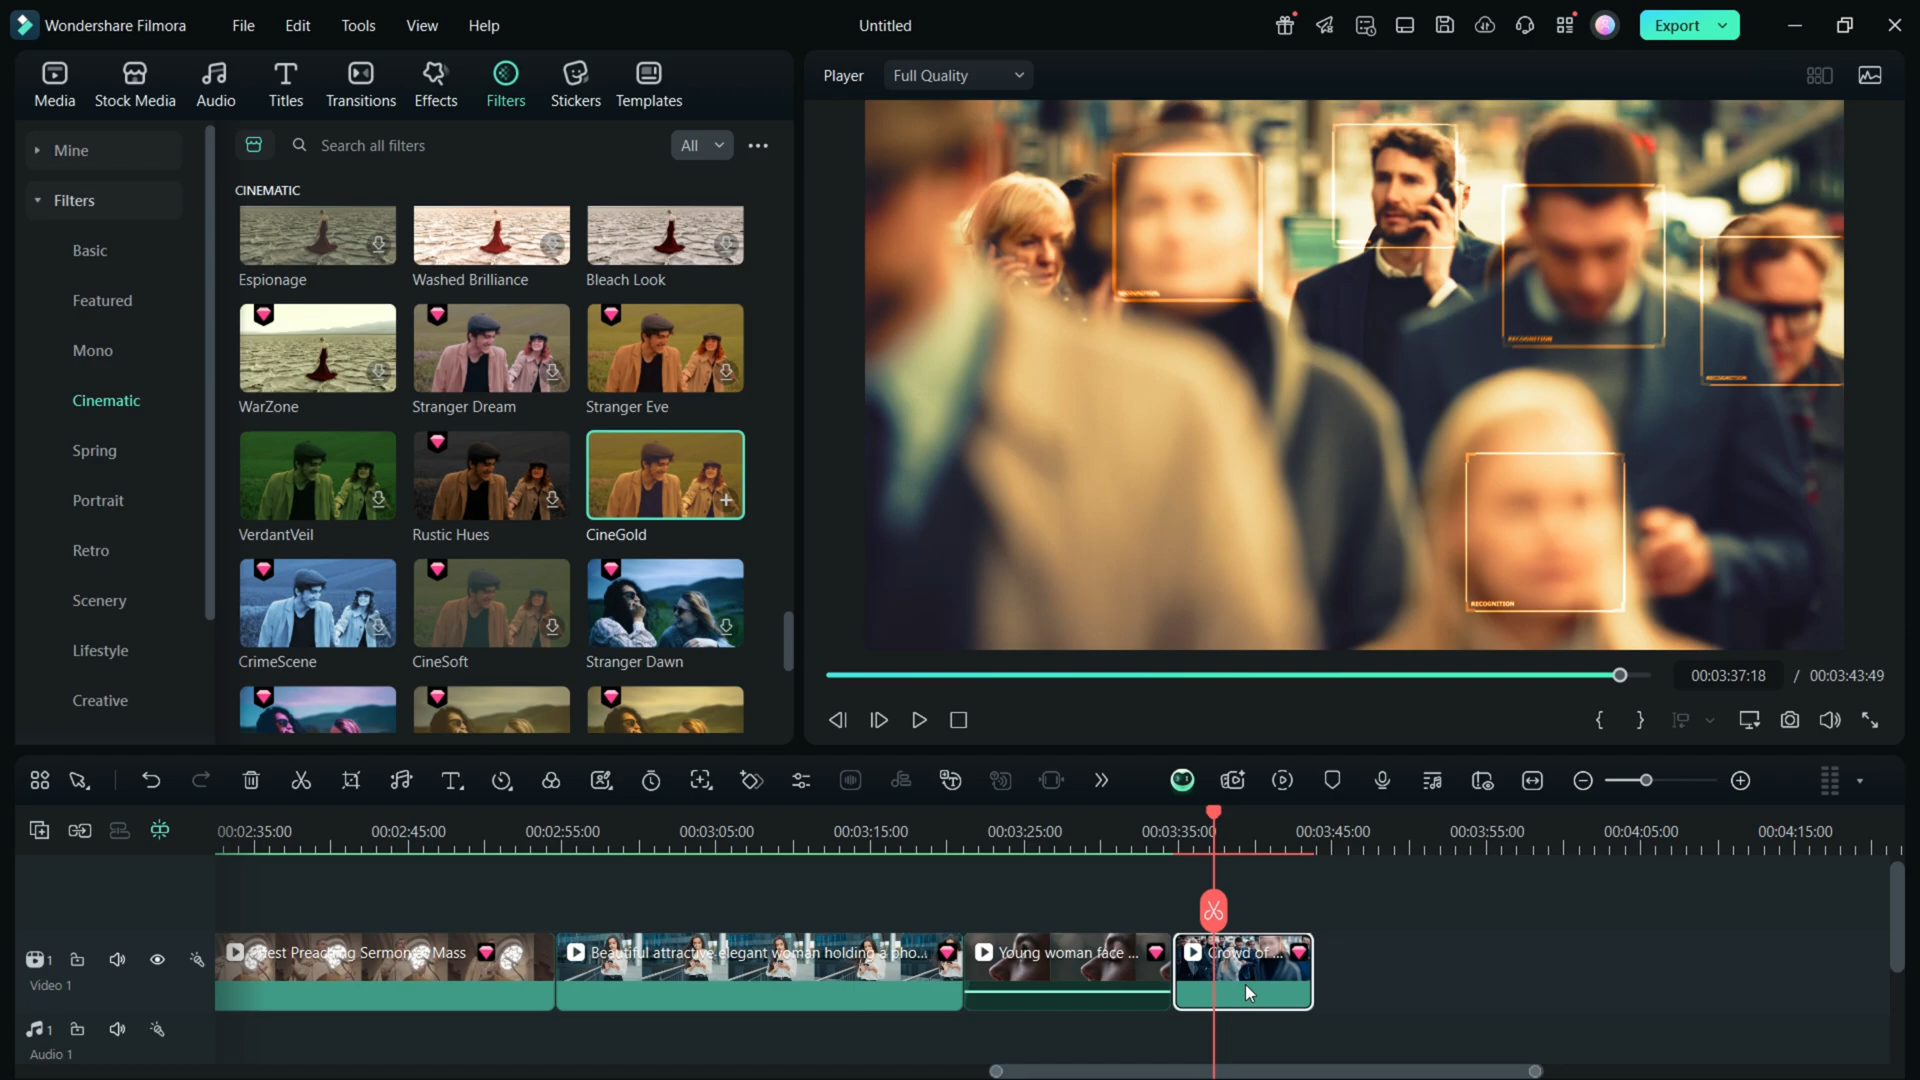 Wondershare Filmora
File
Edit
Tools
View
Help
Untitled
Export
Media
Stock Media
Audio
Titles
Transitions
Effects
Filters
Stickers
Templates
Player
Full Quality
Mine
Filters
Basic
Featured
Mono
Cinematic
Spring
Portrait
Retro
Scenery
Lifestyle
Creative
Search all filters
All
CINEMATIC
Espionage
Washed Brilliance
Bleach Look
WarZone
Stranger Dream
Stranger Eve
VerdantVeil
Rustic Hues
CineGold
CrimeScene
CineSoft
Stranger Dawn
RECOGNITION
RECOGNITION
RECOGNITION
00:03:37:18 / 00:03:43:49
00:02:35:00
00:02:45:00
00:02:55:00
00:03:05:00
00:03:15:00
00:03:25:00
00:03:35:00
00:03:45:00
00:03:55:00
00:04:05:00
00:04:15:00
1
Video 1
Preaching Sermon Mass
Beautiful attractive elegant woman holding a pho...
Young woman face ...
Crowd of ...
1
Audio 1